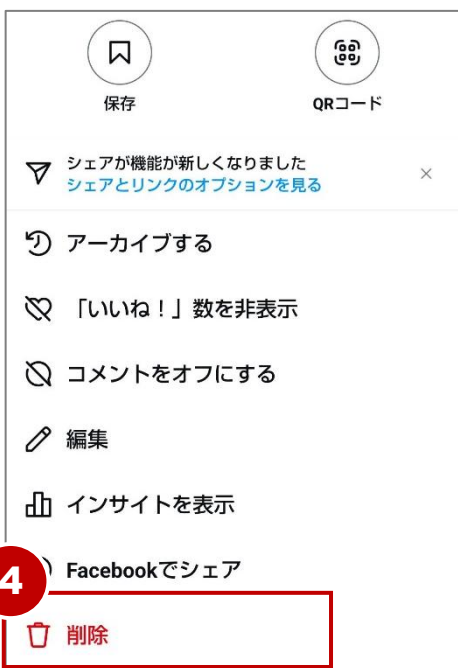 保存
QRコード
シェアが機能が新しくなりました
シェアとリンクのオプションを見る
アーカイブする
「いいね！」数を非表示
コメントをオフにする
編集
インサイトを表示
Facebookでシェア
4
削除